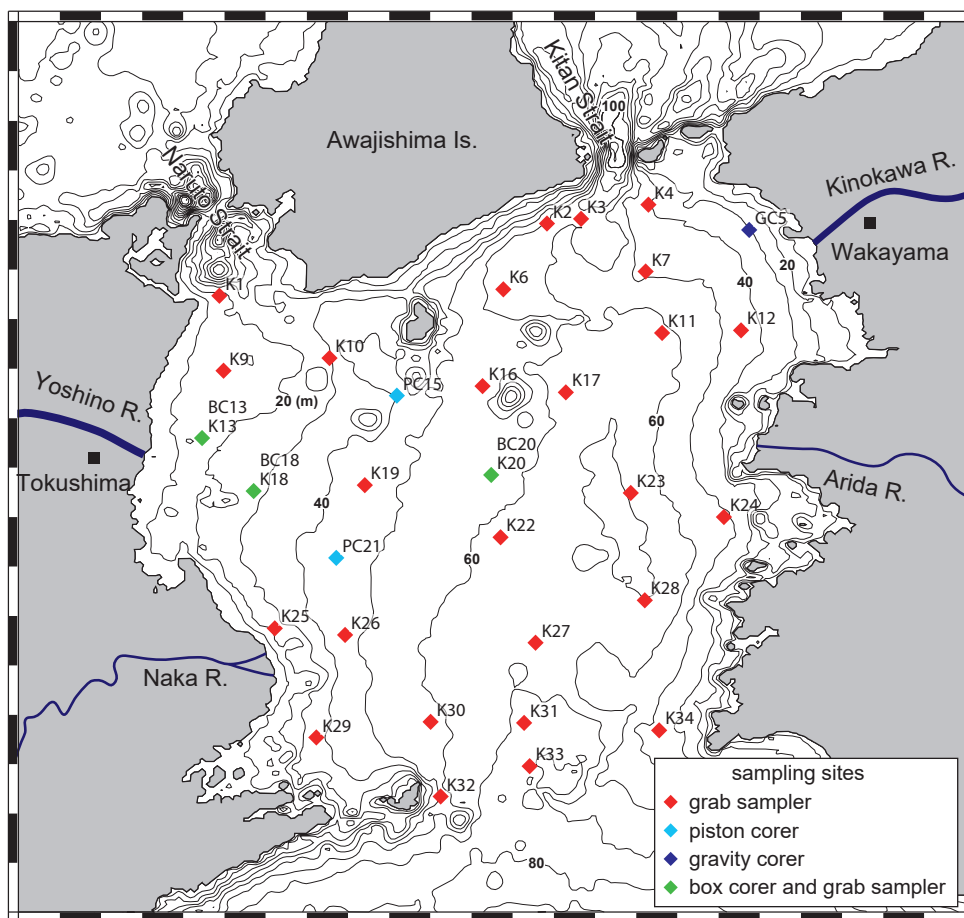 Kitan Strait
100
Awajishima Is.
Naruto Strait
Kinokawa R.
K4
K2
K3
GC5
Wakayama
K7
20
40
K6
K1
K11
K12
K10
K9
Yoshino R.
PC15
K16
K17
20 (m)
BC13
K13
60
BC18
K18
BC20
K20
Tokushima
K19
40
K23
Arida R.
K24
K22
PC21
60
K28
K25
K26
K27
Naka R.
K30
K31
K29
K34
K33
K32
80
sampling sites
grab sampler
piston corer
gravity corer
box corer and grab sampler